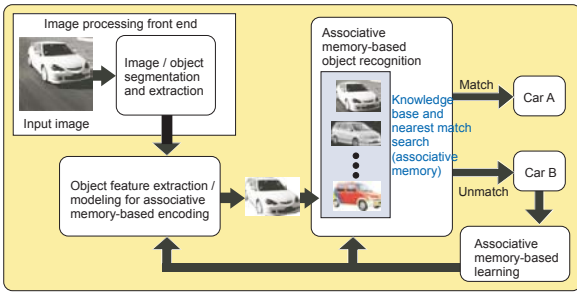 Image processing front end
Image / object
segmentation
and extraction
Input image
Object feature extraction /
modeling for associative
memory-based encoding
Associative
memory-based
object recognition
Knowledge
base and
nearest match
search
(associative
memory)
Match
Car A
Unmatch
Car B
Associative
memory-based
learning